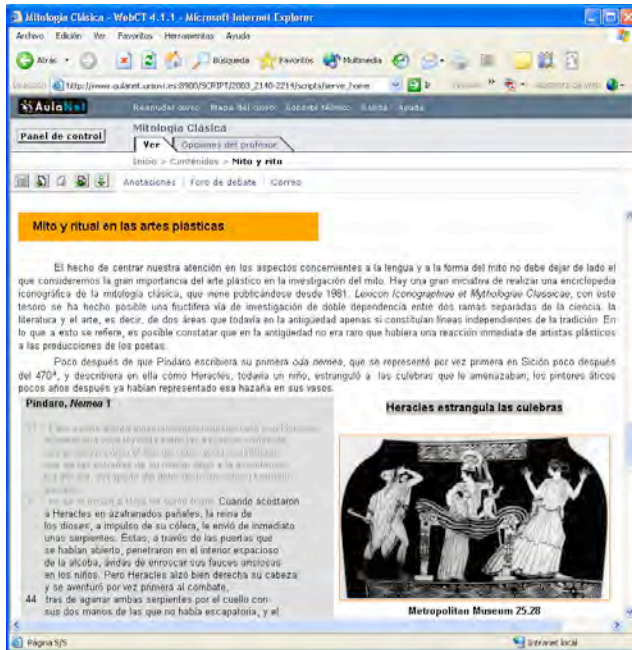 Mitología Clásica - WebCT 4.1.1 - Microsoft Internet Explorer
Archivo Edición Ver Favoritos Herramientas Ayuda
Atrás Búsqueda Favoritos Multimedia
Ir
Reanudar curso Mapa del curso Soporte técnico Salida Ayuda
AulaNet
Panel de control
Mitología Clásica
Ver Opciones del profesor
Inicio > Contenidos > Mito y rito
Anotaciones Foro de debate Correo
Mito y ritual en las artes plásticas
El hecho de centrar nuestra atención en los aspectos concernientes a la lengua y a la forma del mito no debe dejar de lado el
que consideremos la gran importancia del arte plástico en la investigación del mito. Hay una gran iniciativa de realizar una enciclopedia
iconográfica de la mitología clásica, que viene publicándose desde 1981. Lexicon Iconographiae et Mythologiae Classicae, con este
tesoro se ha hecho posible una fructífera vía de investigación de doble dependencia entre dos ramas separadas de la ciencia, la
literatura y el arte, es decir, de dos áreas que todavía en la antigüedad apenas si constituían líneas independientes de la tradición. En
lo que a esto se refiere, es posible constatar que en la antigüedad no era raro que hubiera una reacción inmediata de artistas plásticos
a las producciones de los poetas.
Poco después de que Píndaro escribiera su primera oda nemea, que se representó por vez primera en Sición poco después
del 470ª, y describiera en ella cómo Heracles, todavía un niño, estranguló a las culebras que le amenazaban, los pintores áticos
pocos años después ya habían representado esa hazaña en sus vasos.
Píndaro, Nemea 1
Cuando acostaron
a Heracles en azafranados pañales, la reina de
los dioses, a impulso de su cólera, le envió de inmediato
unas serpientes. Éstas, a través de las puertas que
se habían abierto, penetraron en el interior espacioso
de la alcoba, ávidas de enroscar sus fauces ansiosas
en los niños. Pero Heracles alzó bien derecha su cabeza
y se aventuró por vez primera al combate,
44 tras de agarrar ambas serpientes por el cuello con
sus dos manos de las que no había escapatoria, y el
Heracles estrangula las culebras
Metropolitan Museum 25.28
Página 5/5
Intranet local